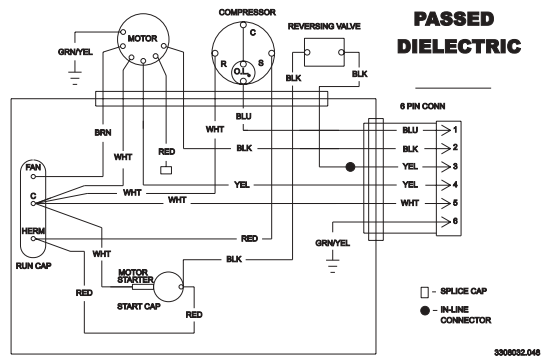 COMPRESSOR
REVERSING VALVE
PASSED
DIELECTRIC
MOTOR
C
GRN/YEL
R
S
O.L.
BLK
BLK
6 PIN CONN
BLU
BRN
WHT
BLU
1
WHT
RED
BLK
BLK
2
FAN
YEL
3
YEL
YEL
4
C
WHT
WHT
WHT
5
6
HERM
RED
GRN/YEL
RUN CAP
WHT
BLK
MOTOR
STARTER
RED
START CAP
RED
- SPLICE CAP
- IN-LINE
CONNECTOR
3308032.048